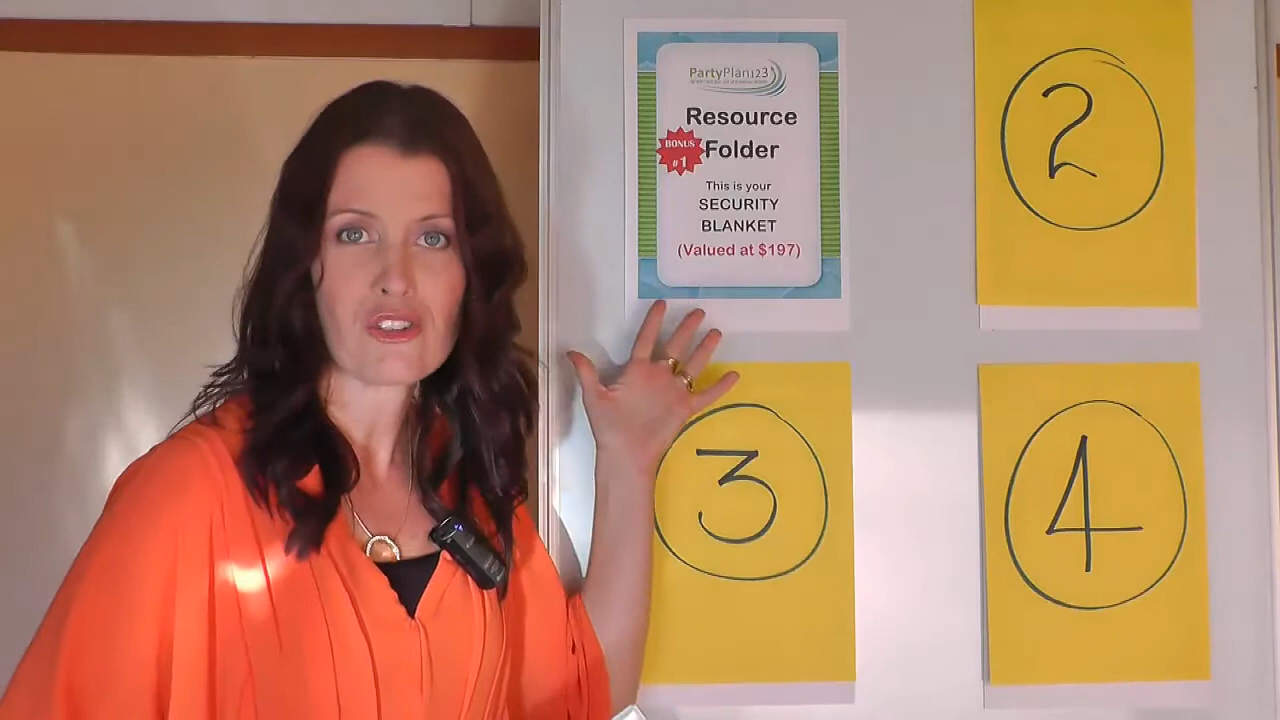 PartyPlan123
Resource
BONUS
#1
Folder
This is your
SECURITY
BLANKET
(Valued at $197)
2
3
4